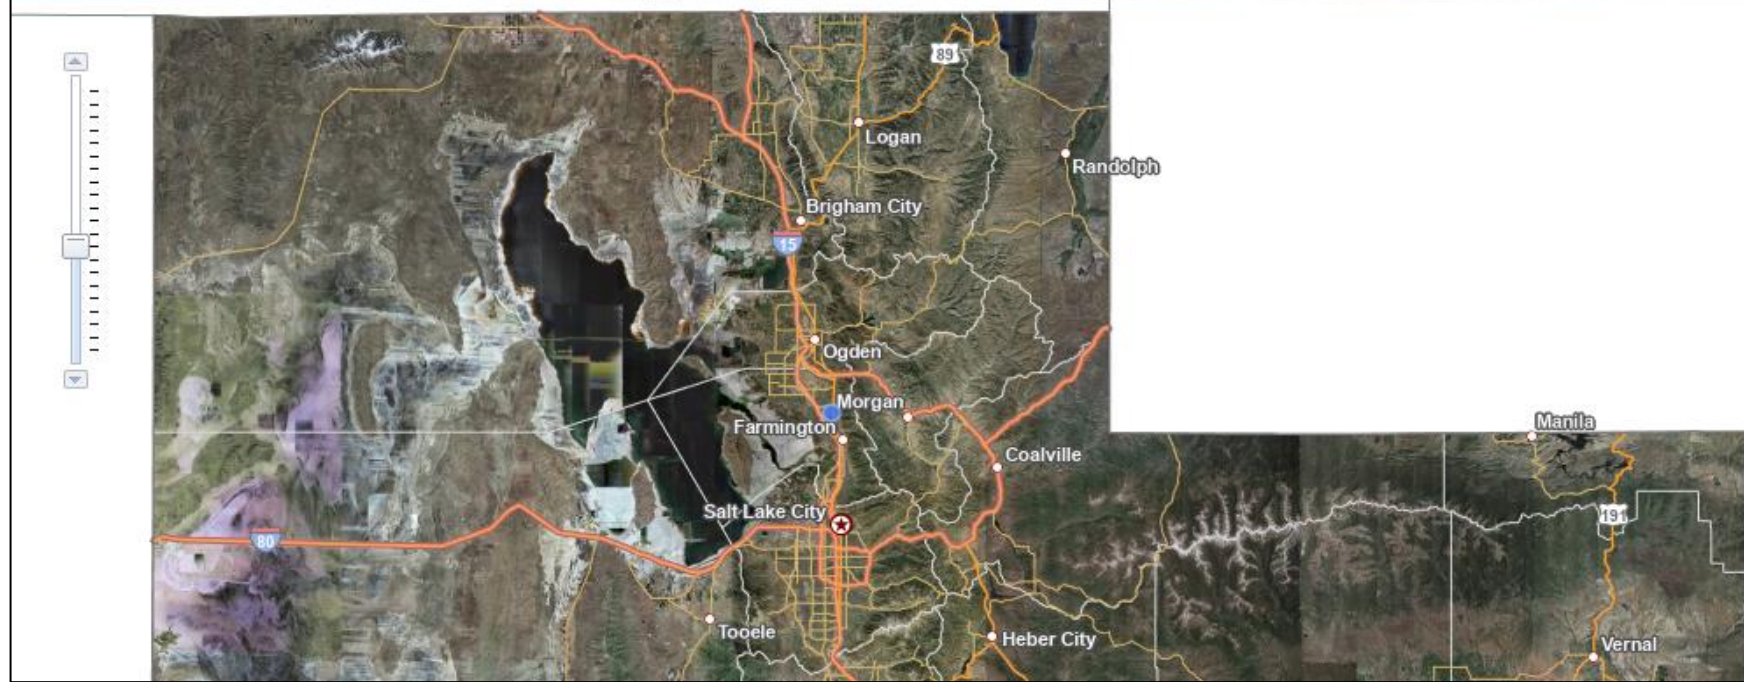 89
Logan
Randolph
Brigham City
15
Ogden
Morgan
Farmington
Manila
Coalville
Salt Lake City
191
80
Tooele
Heber City
Vernal